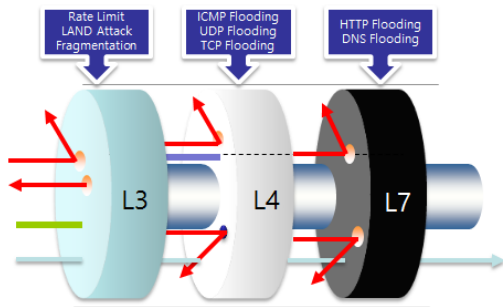 Rate Limit
LAND Attack
Fragmentation
ICMP Flooding
UDP Flooding
TCP Flooding
HTTP Flooding
DNS Flooding
L3
L4
L7